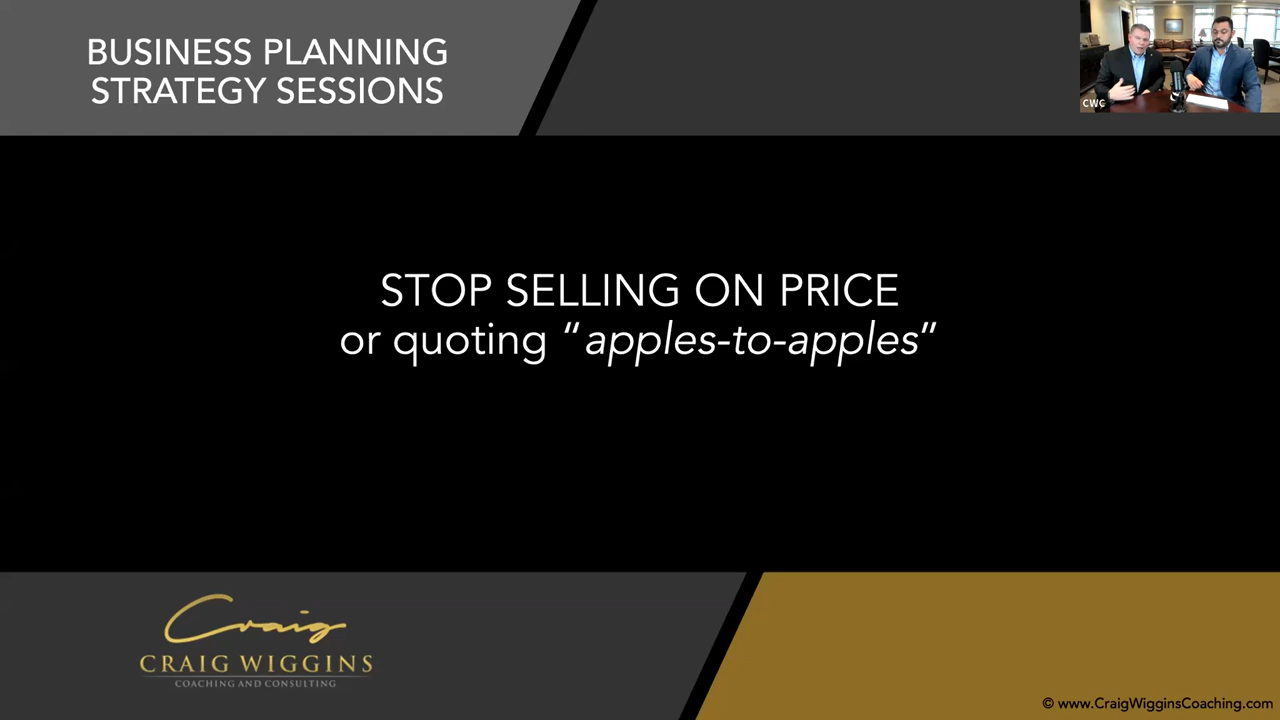 BUSINESS PLANNING
STRATEGY SESSIONS
CWC
STOP SELLING ON PRICE
or quoting “apples-to-apples”
Craig
CRAIG WIGGINS
COACHING AND CONSULTING
© www.CraigWigginsCoaching.com